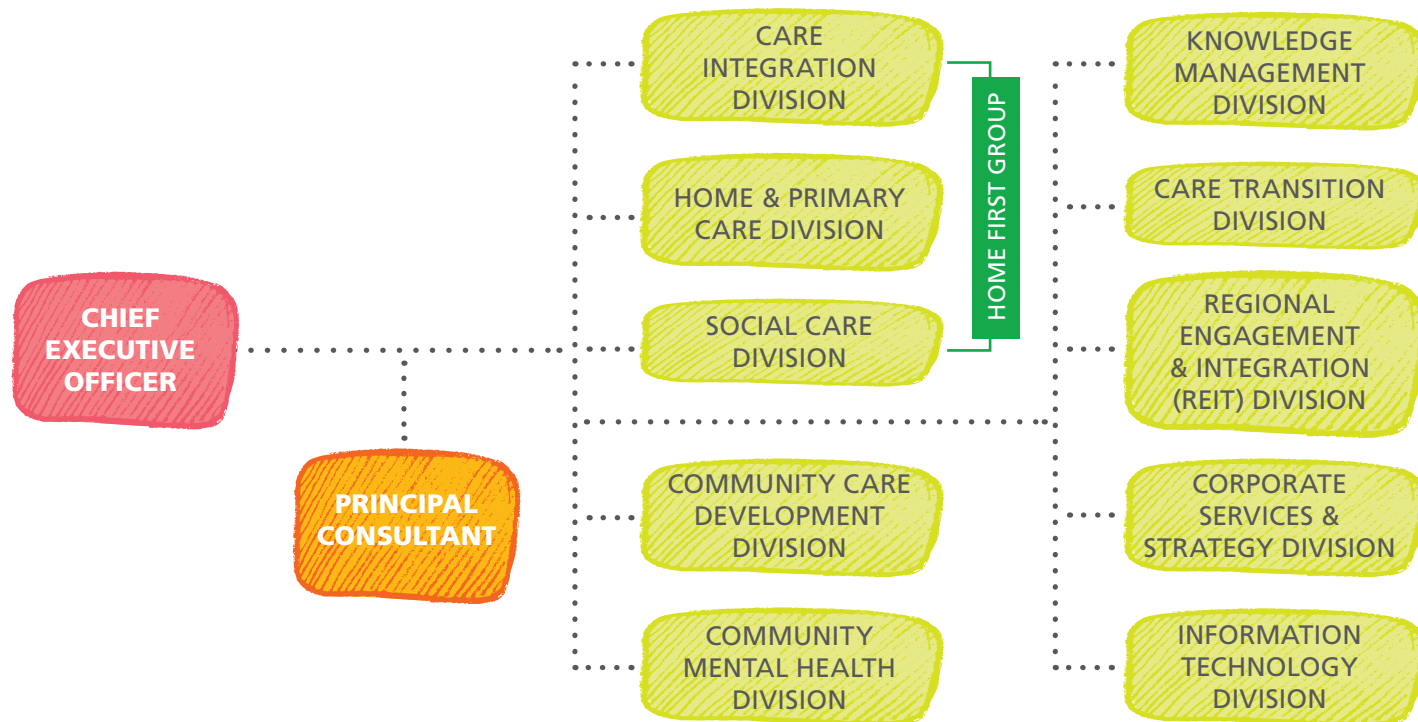 CHIEF
EXECUTIVE
OFFICER
PRINCIPAL
CONSULTANT
CARE
INTEGRATION
DIVISION
HOME & PRIMARY
CARE DIVISION
SOCIAL CARE
DIVISION
HOME FIRST GROUP
COMMUNITY CARE
DEVELOPMENT
DIVISION
COMMUNITY
MENTAL HEALTH
DIVISION
KNOWLEDGE
MANAGEMENT
DIVISION
CARE TRANSITION
DIVISION
REGIONAL
ENGAGEMENT
& INTEGRATION
(REIT) DIVISION
CORPORATE
SERVICES &
STRATEGY DIVISION
INFORMATION
TECHNOLOGY
DIVISION